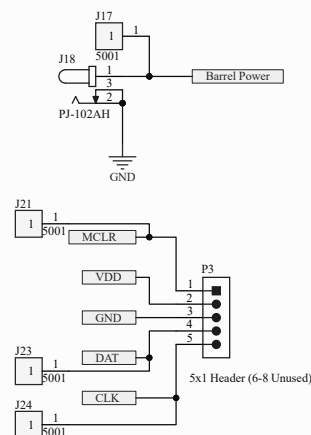 J17
1 1
5001
J18
1
3
2
Barrel Power
PJ-102AH
GND
J21
1 1
5001
MCLR
P3
VDD
1
2
GND
3
4
J23
DAT
5
1 1
5001
5x1 Header (6-8 Unused)
CLK
J24
1 1
5001